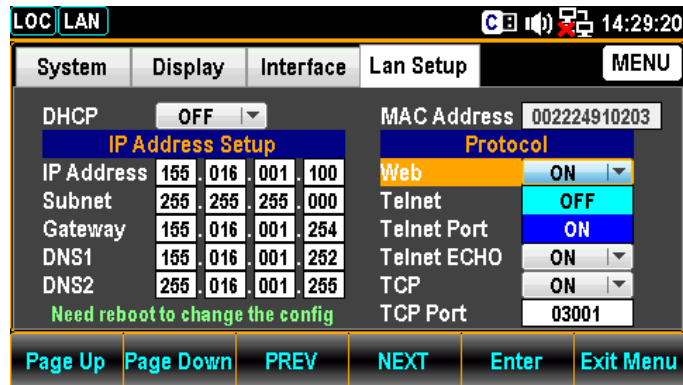 LOC LAN C 14:29:20
System Display Interface Lan Setup MENU
DHCP OFF
IP Address Setup
IP Address 155 . 016 . 001 . 100
Subnet 255 . 255 . 255 . 000
Gateway 155 . 016 . 001 . 254
DNS1 155 . 016 . 001 . 252
DNS2 255 . 016 . 001 . 255
Need reboot to change the config
MAC Address 002224910203
Protocol
Web ON
Telnet OFF
Telnet Port ON
Telnet ECHO ON
TCP ON
TCP Port 03001
Page Up Page Down PREV NEXT Enter Exit Menu